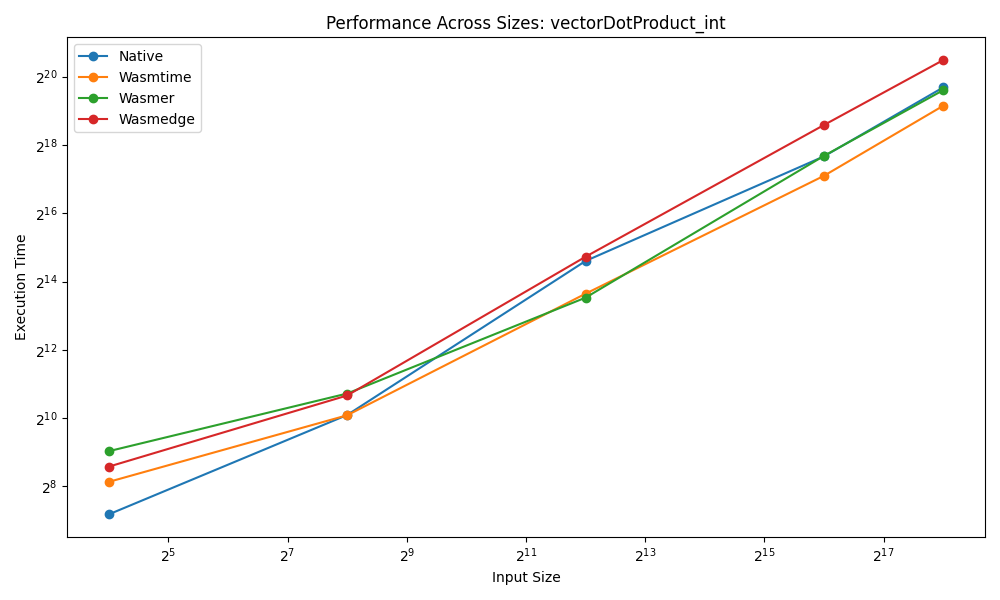 Performance Across Sizes: vectorDotProduct_int
Native
Wasmtime
Wasmer
Wasmedge
Execution Time
2^20
2^18
2^16
2^14
2^12
2^10
2^8
2^5 2^7 2^9 2^11 2^13 2^15 2^17
Input Size